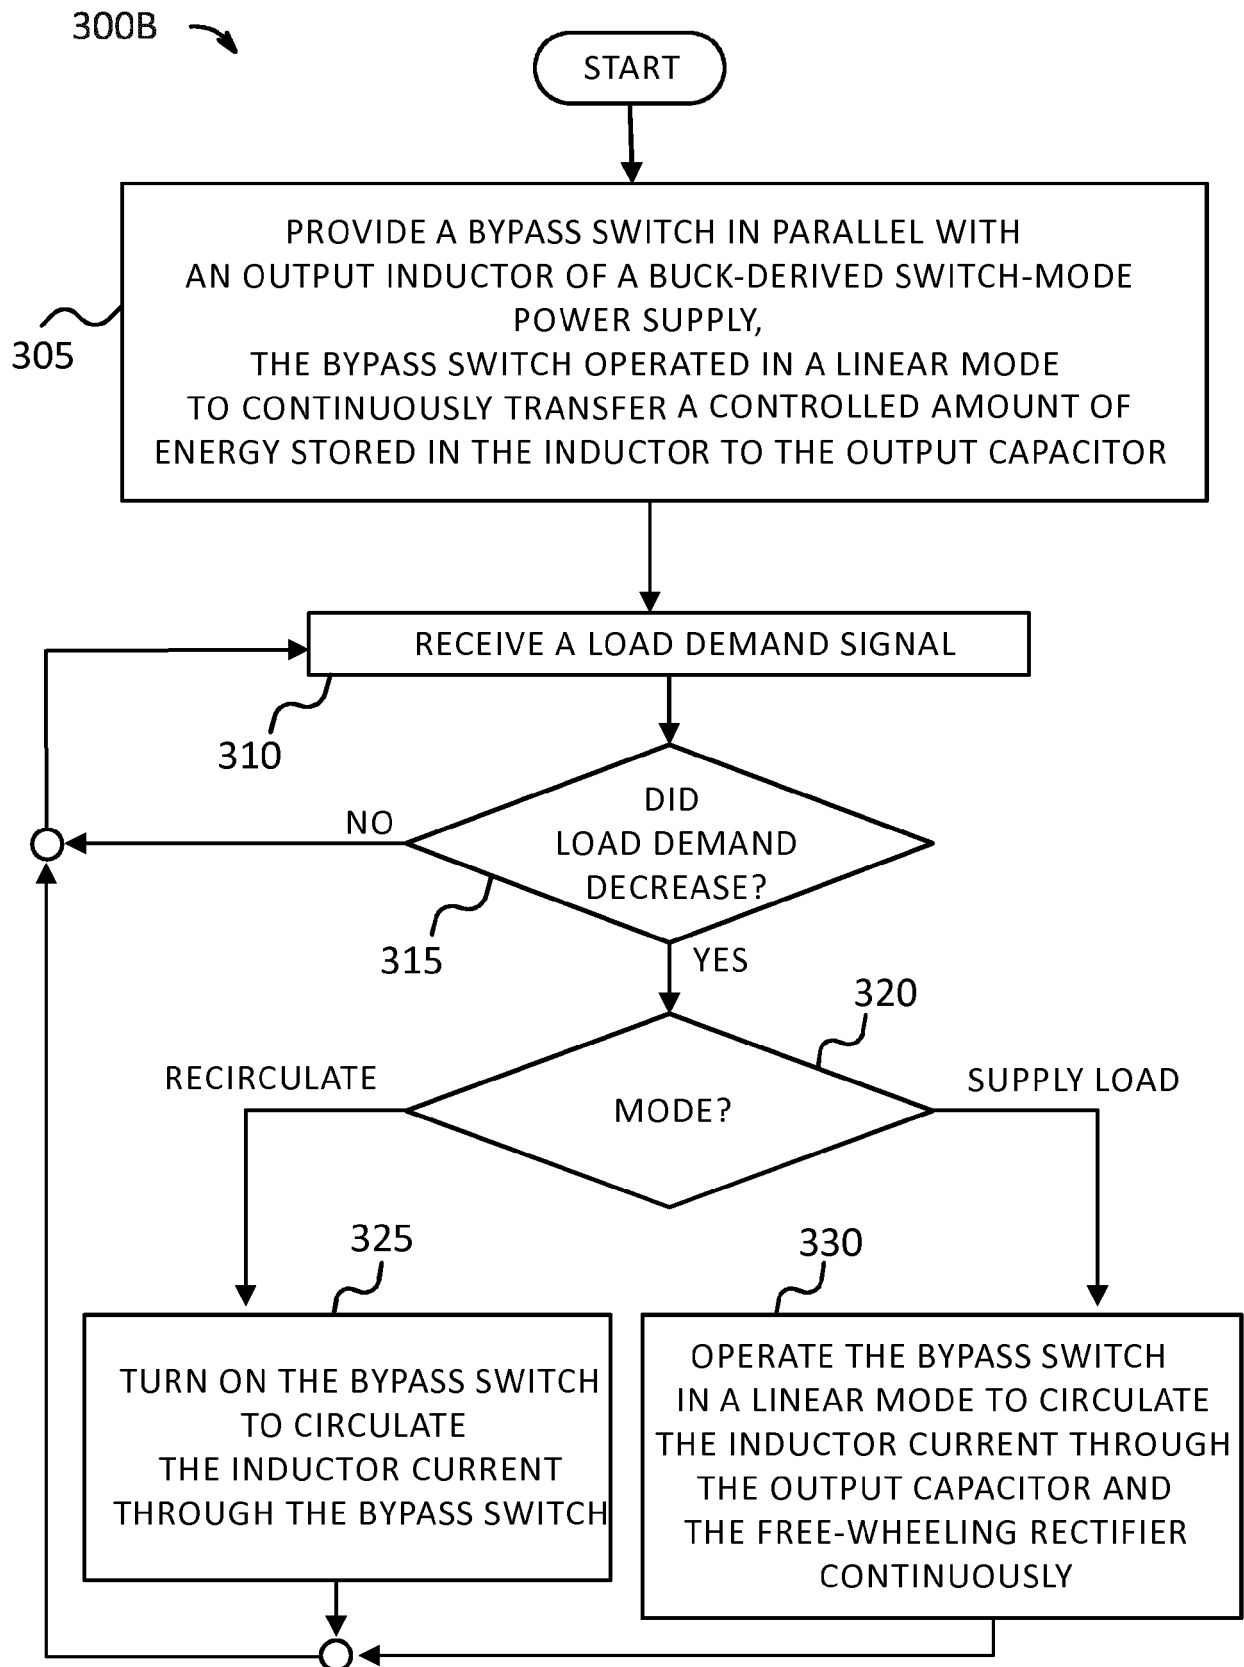 300B
START
PROVIDE A BYPASS SWITCH IN PARALLEL WITH
AN OUTPUT INDUCTOR OF A BUCK-DERIVED SWITCH-MODE
POWER SUPPLY,
THE BYPASS SWITCH OPERATED IN A LINEAR MODE
TO CONTINUOUSLY TRANSFER A CONTROLLED AMOUNT OF
ENERGY STORED IN THE INDUCTOR TO THE OUTPUT CAPACITOR
305
RECEIVE A LOAD DEMAND SIGNAL
310
DID
LOAD DEMAND
DECREASE?
NO
315
YES
320
RECIRCULATE
MODE?
SUPPLY LOAD
325
TURN ON THE BYPASS SWITCH
TO CIRCULATE
THE INDUCTOR CURRENT
THROUGH THE BYPASS SWITCH
330
OPERATE THE BYPASS SWITCH
IN A LINEAR MODE TO CIRCULATE
THE INDUCTOR CURRENT THROUGH
THE OUTPUT CAPACITOR AND
THE FREE-WHEELING RECTIFIER
CONTINUOUSLY